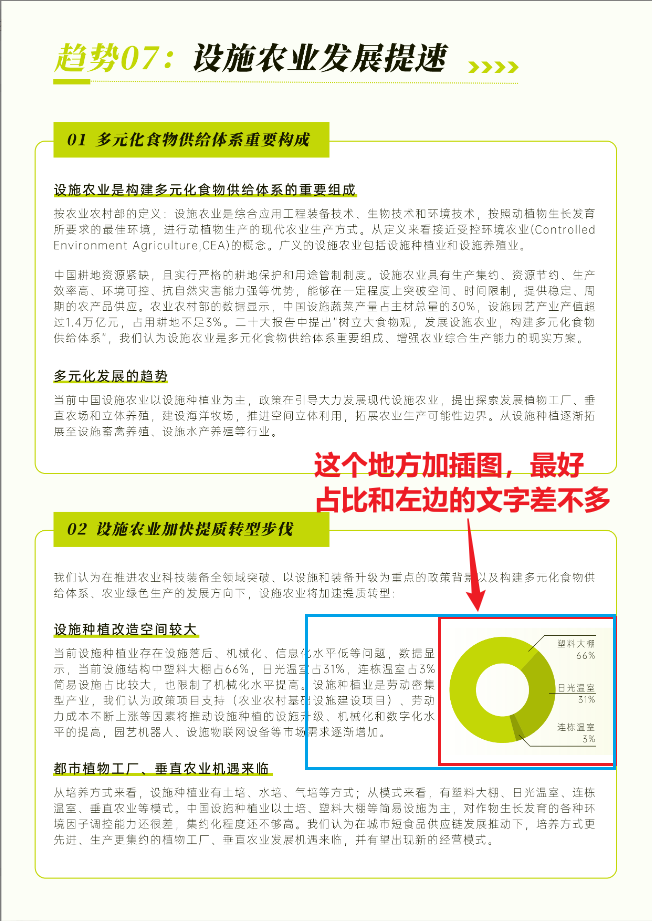 趋势07：设施农业发展提速
01 多元化食物供给体系重要构成
设施农业是构建多元化食物供给体系的重要组成
按农业农村部的定义：设施农业是综合应用工程装备技术、生物技术和环境技术，按照动植物生长发育
所要求的最佳环境，进行动植物生产的现代农业生产方式。从定义来看接近受控环境农业(Controlled
Environment Agriculture,CEA)的概念。广义的设施农业包括设施种植业和设施养殖业。
中国耕地资源紧缺，且实行严格的耕地保护和用途管制制度。设施农业具有生产集约、资源节约、生产
效率高、环境可控、抗自然灾害能力强等优势，能够在一定程度上突破空间、时间限制，提供稳定、周
期的农产品供应。农业农村部的数据显示，中国设施蔬菜产量占主材总量的30%，设施园艺产业产值超
过1.4万亿元，占用耕地不足3%。二十大报告中提出"树立大食物观，发展设施农业，构建多元化食物
供给体系"，我们认为设施农业是多元化食物供给体系重要组成、增强农业综合生产能力的现实方案。
多元化发展的趋势
当前中国设施农业以设施种植业为主，政策在引导大力发展现代设施农业，提出探索发展植物工厂、垂
直农场和立体养殖，建设海洋牧场，推进空间立体利用，拓展农业生产可能性边界。从设施种植逐渐拓
展至设施畜禽养殖、设施水产养殖等行业。
这个地方加插图，最好
占比和左边的文字差不多
02 设施农业加快提质转型步伐
我们认为在推进农业科技装备全领域突破、以设施和装备升级为重点的政策背景以及构建多元化食物供
给体系、农业绿色生产的发展方向下，设施农业将加速提质转型：
设施种植改造空间较大
当前设施种植业存在设施落后、机械化、信息化水平低等问题，数据显
示，当前设施结构中塑料大棚占66%，日光温室占31%，连栋温室占3%
简易设施占比较大，也限制了机械化水平提高。设施种植业是劳动密集
型产业，我们认为政策项目支持（农业农村基础设施建设项目）、劳动
力成本不断上涨等因素将推动设施种植的设施升级、机械化和数字化水
平的提高，园艺机器人、设施物联网设备等市场需求逐渐增加。
塑料大棚
66%
日光温室
31%
连栋温室
3%
都市植物工厂、垂直农业机遇来临
从培养方式来看，设施种植业有土培、水培、气培等方式；从模式来看，有塑料大棚、日光温室、连栋
温室、垂直农业等模式。中国设施种植业以土培、塑料大棚等简易设施为主，对作物生长发育的各种环
境因子调控能力还很差，集约化程度还不够高。我们认为在城市短食品供应链发展推动下，培养方式更
先进、生产更集约的植物工厂、垂直农业发展机遇来临，并有望出现新的经营模式。